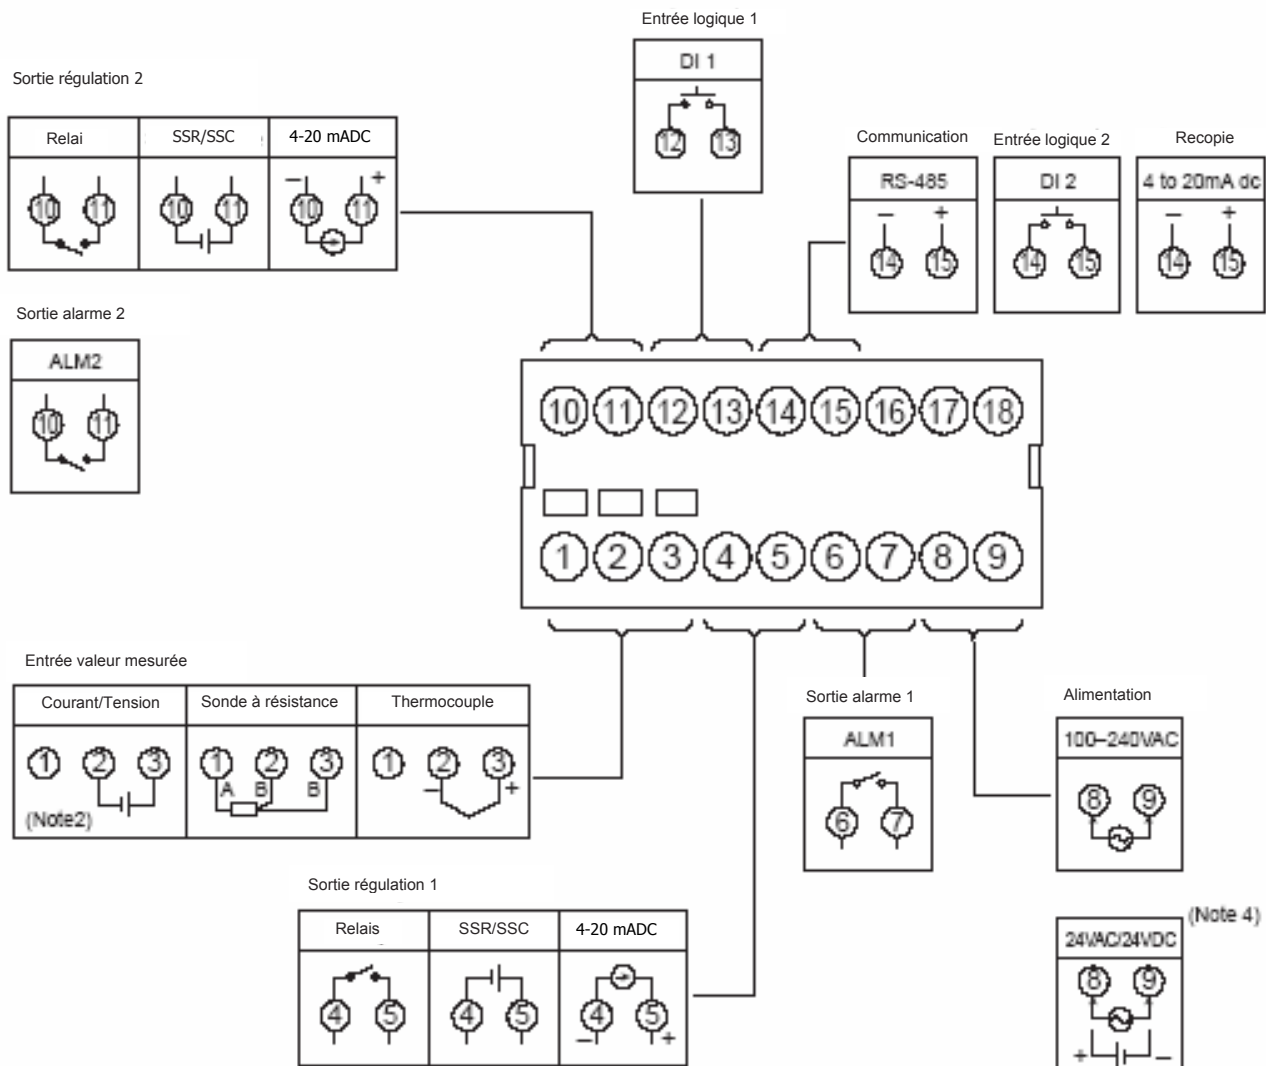 Entrée logique 1
DI 1
12 13
Sortie régulation 2
Relai SSR/SSC 4-20 mADC
10 11 10 11 − + 10 11
Communication Entrée logique 2 Recopie
RS-485 DI 2 4 to 20mA dc
− + − +
14 15 14 15 14 15
Sortie alarme 2
ALM2
10 11
10 11 12 13 14 15 16 17 18
1 2 3 4 5 6 7 8 9
Entrée valeur mesurée
Courant/Tension Sonde à résistance Thermocouple
1 2 3 1 2 3 1 2 3
A B B − +
(Note2)
Sortie alarme 1
ALM1
6 7
Alimentation
100–240VAC
8 9
Sortie régulation 1
Relais SSR/SSC 4-20 mADC
4 5 4 5 4 5
− +
(Note 4)
24VAC/24VDC
8 9
+ −